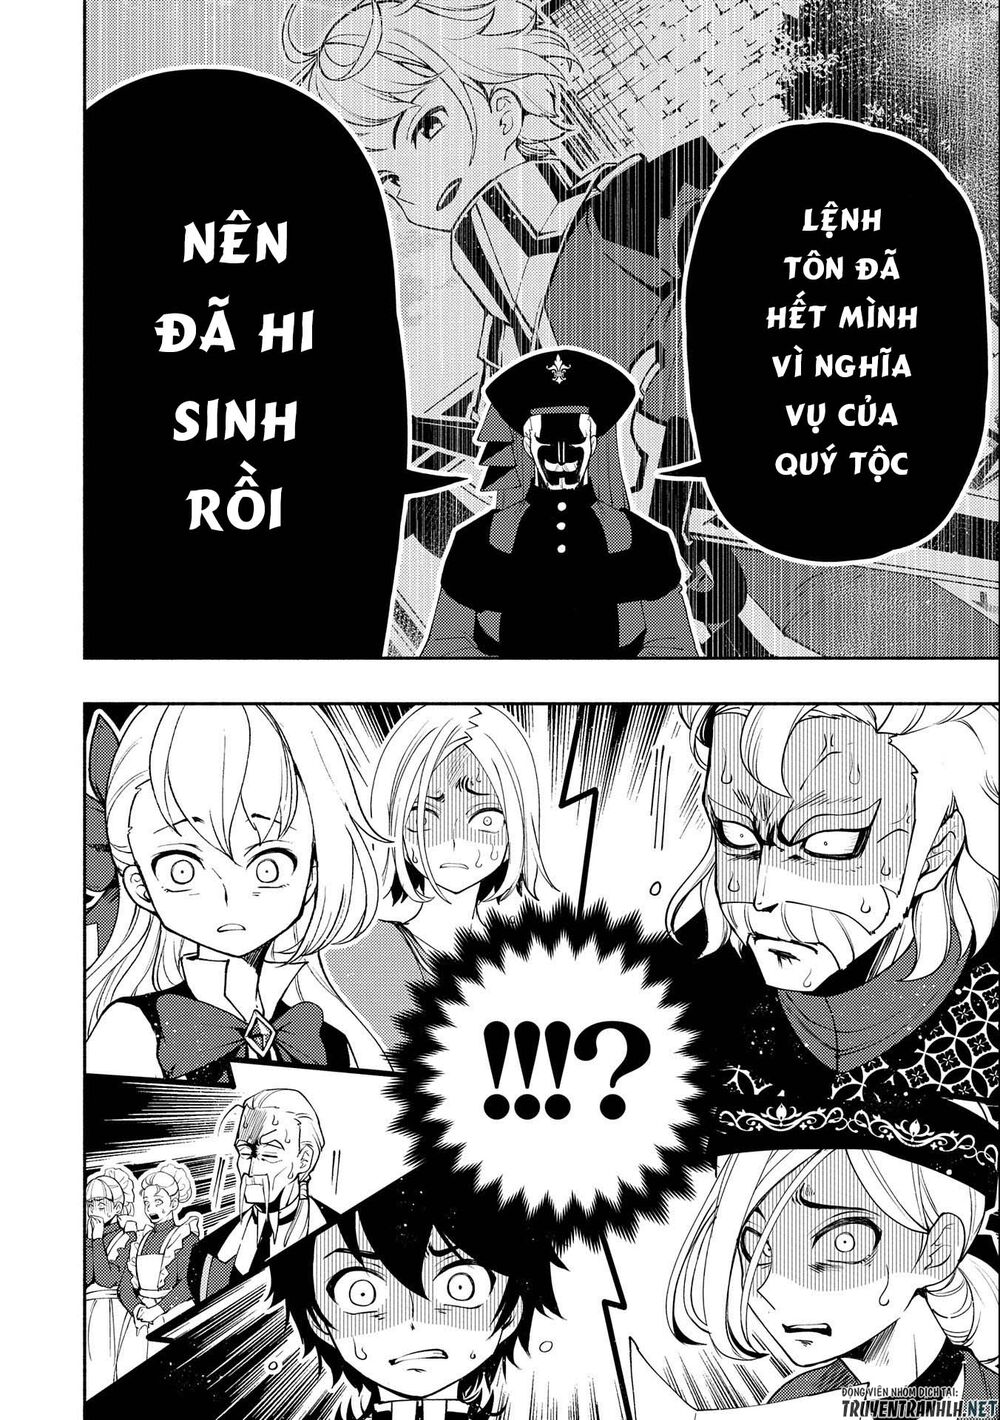 LỆNH
TÔN ĐÃ
HẾT MÌNH
VÌ NGHĨA
VỤ CỦA
QUÝ TỘC
NÊN
ĐÃ HI
SINH
RỒI
!!!?
ĐỘNG VIÊN NHÓM DỊCH TẠI:
TRUYENTRANHLH.NET